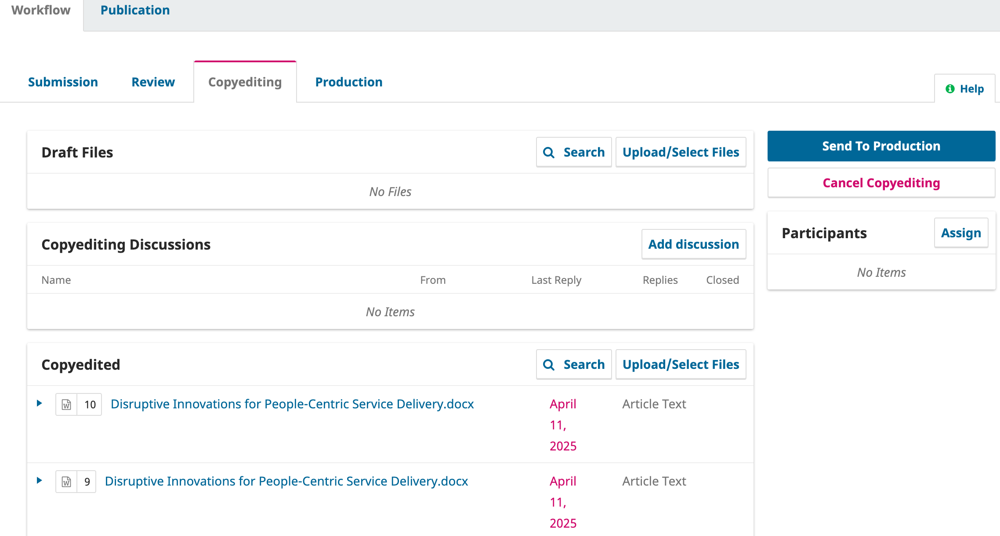 Workflow
Publication
Submission
Review
Copyediting
Production
Help
Draft Files
Search
Upload/Select Files
No Files
Send To Production
Cancel Copyediting
Participants
Assign
No Items
Copyediting Discussions
Add discussion
Name From Last Reply Replies Closed
No Items
Copyedited
Search
Upload/Select Files
10 Disruptive Innovations for People-Centric Service Delivery.docx April Article Text
11,
2025
9 Disruptive Innovations for People-Centric Service Delivery.docx April Article Text
11,
2025